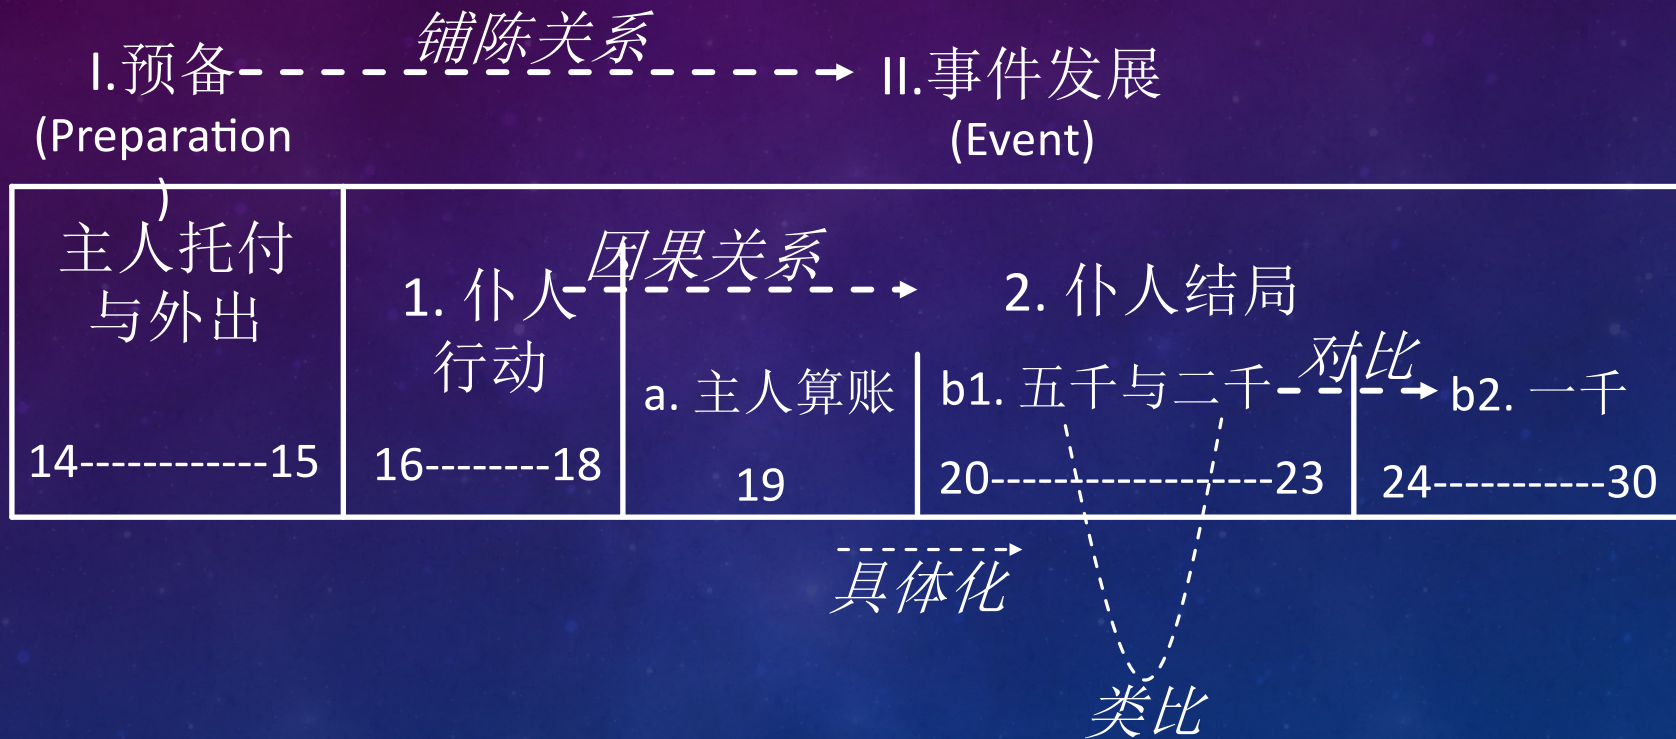 铺陈关系
I.预备
II.事件发展
(Preparation
)
(Event)
主人托付
与外出
14------------15
因果关系
1. 仆人
行动
16--------18
2. 仆人结局
a. 主人算账
19
对比
b1. 五千与二千
20------------------23
b2. 一千
24-----------30
具体化
类比